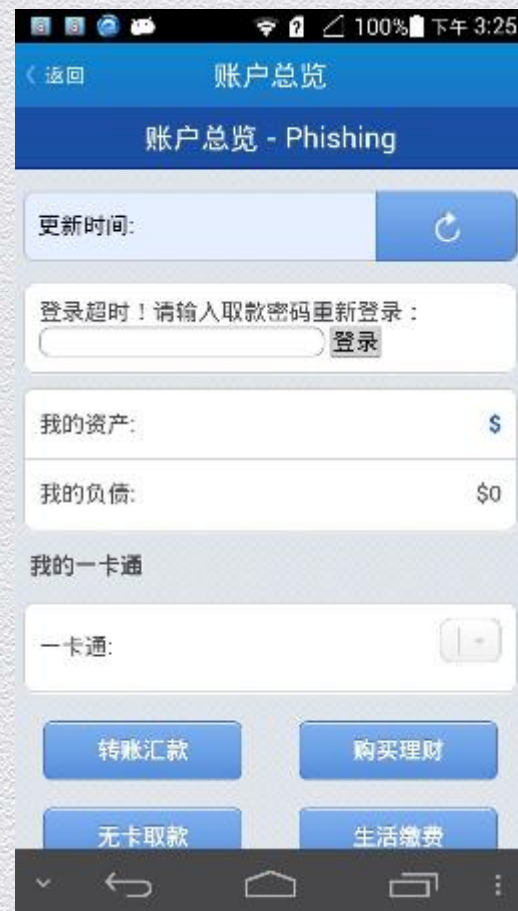 100% 下午 3:25
返回 账户总览
账户总览 - Phishing
更新时间:
登录超时！请输入取款密码重新登录：
登录
我的资产: $
我的负债: $0
我的一卡通
一卡通:
转账汇款 购买理财
无卡取款 生活缴费